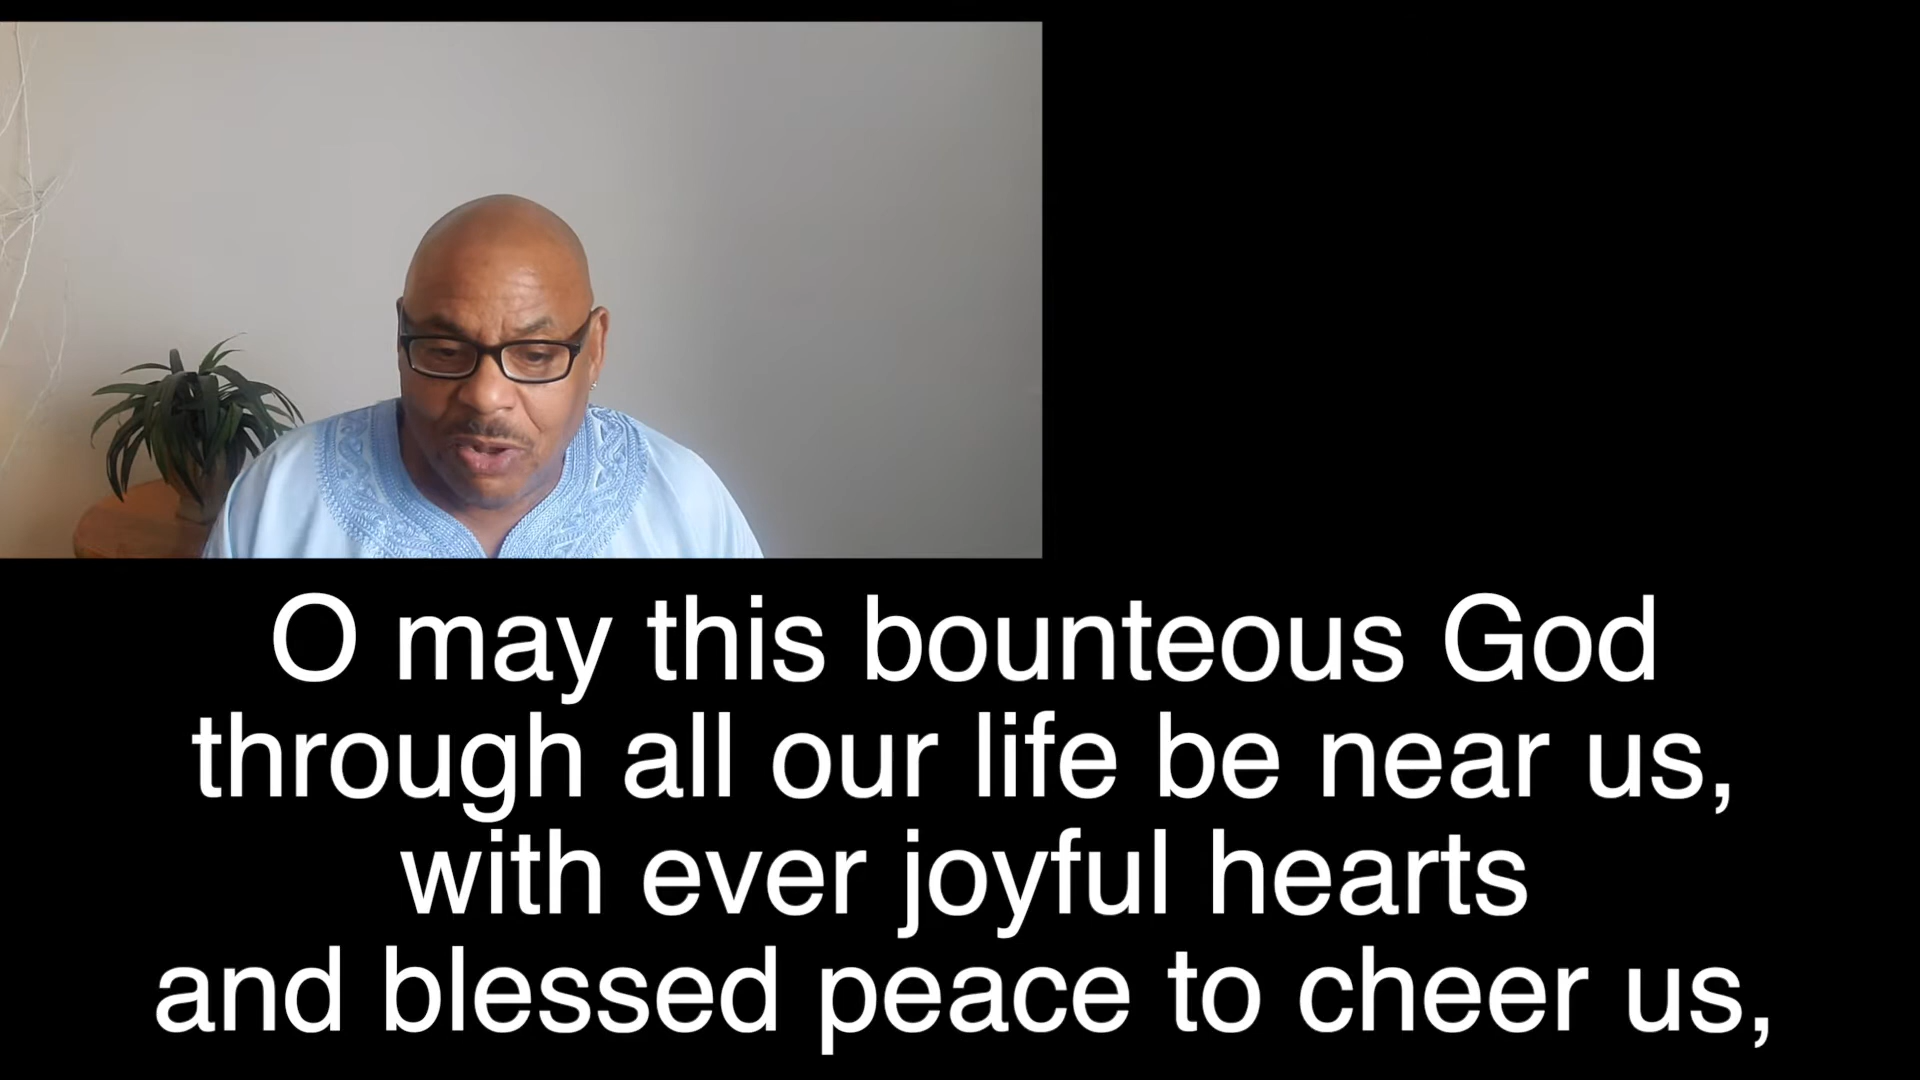 O may this bounteous God
through all our life be near us,
with ever joyful hearts
and blessed peace to cheer us,